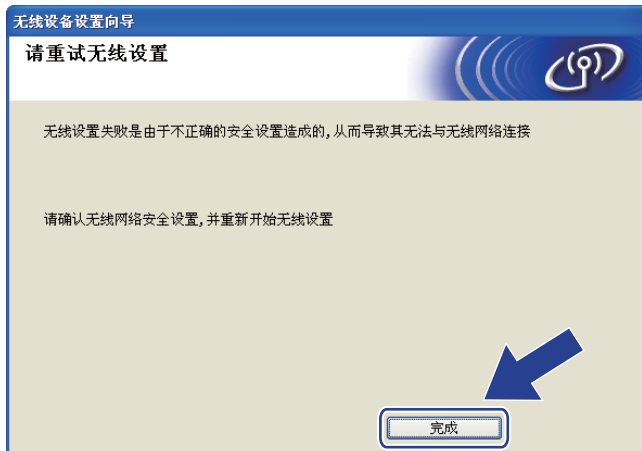 无线设备设置向导
请重试无线设置
无线设置失败是由于不正确的安全设置造成的,从而导致其无法与无线网络连接
请确认无线网络安全设置,并重新开始无线设置
完成